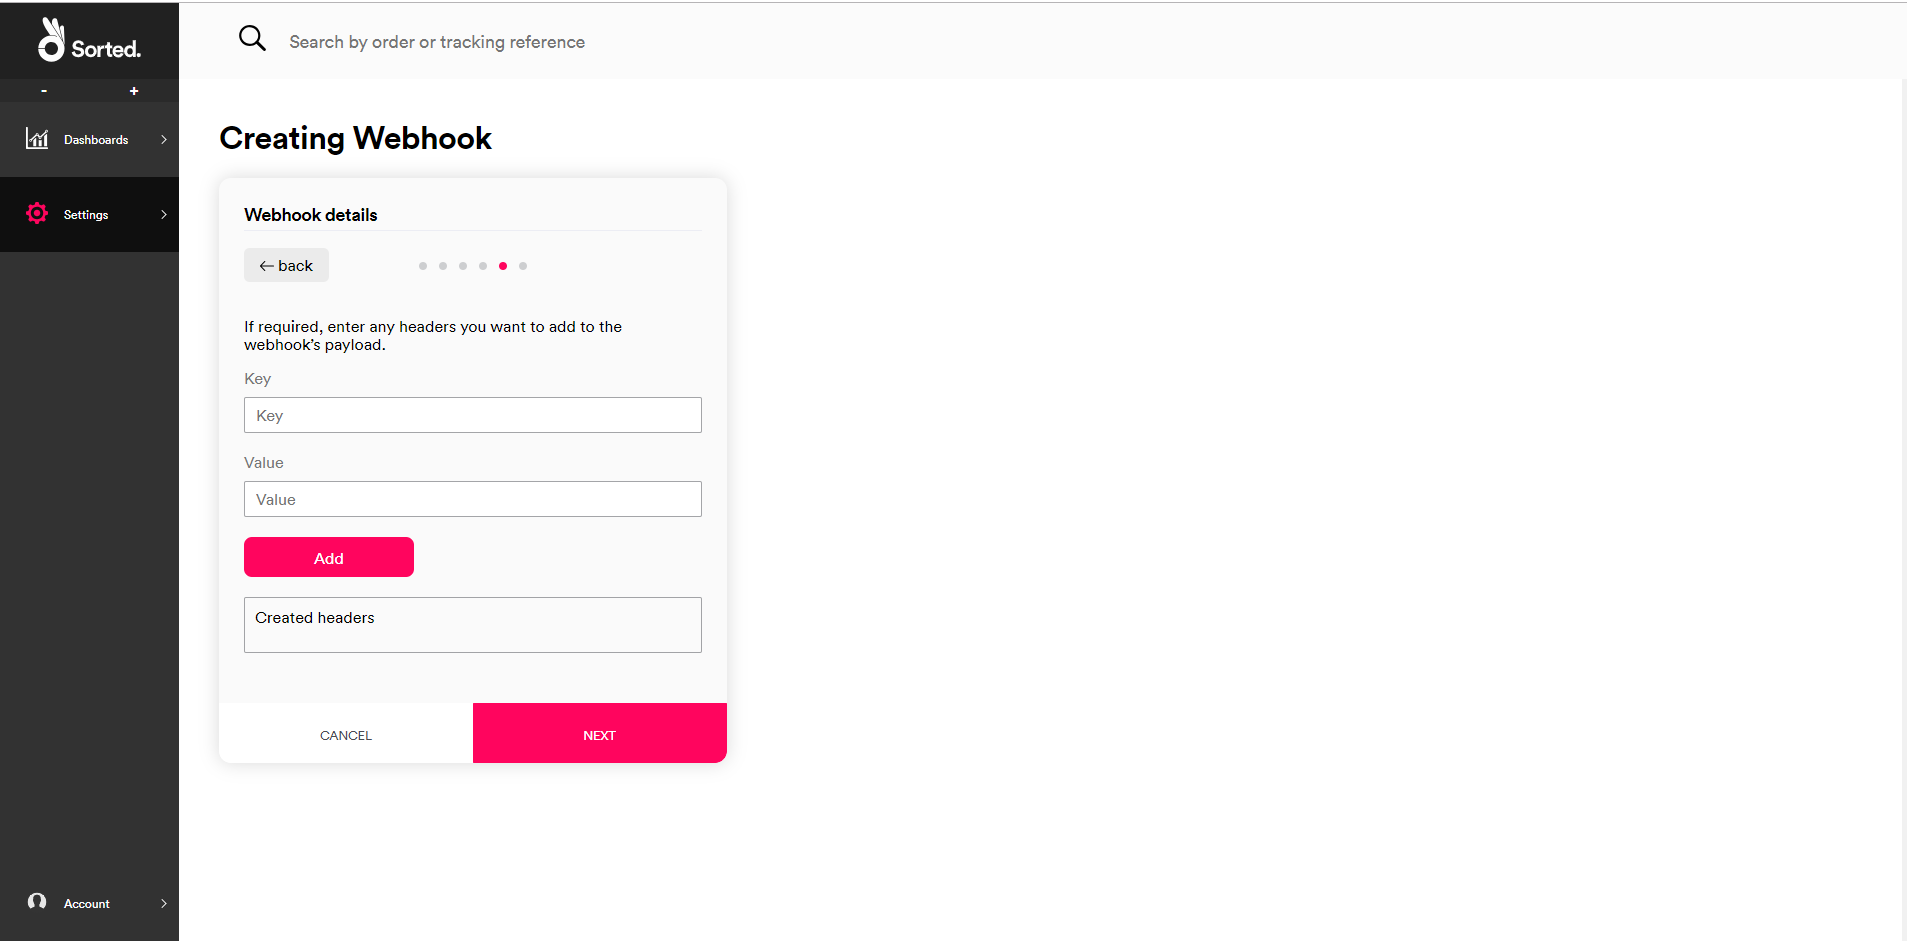 Sorted.
Search by order or tracking reference
- +
Dashboards
Settings
Creating Webhook
Webhook details
← back
If required, enter any headers you want to add to the
webhook’s payload.
Key
Key
Value
Value
Add
Created headers
CANCEL
NEXT
Account